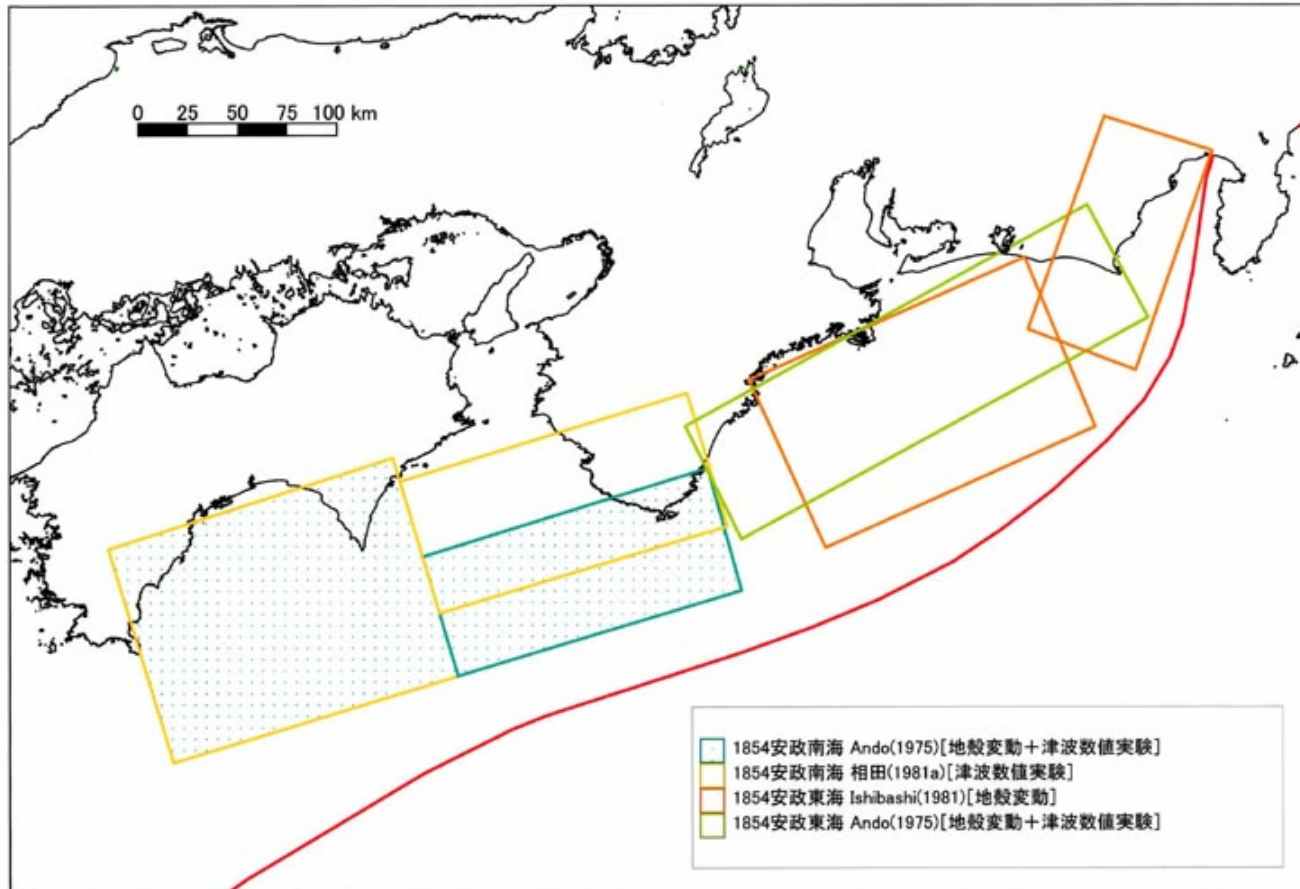 0 25 50 75 100 km
1854安政南海 Ando(1975)[地殻変動+津波数値実験]
1854安政南海 相田(1981a)[津波数値実験]
1854安政東海 Ishibashi(1981)[地殻変動]
1854安政東海 Ando(1975)[地殻変動+津波数値実験]